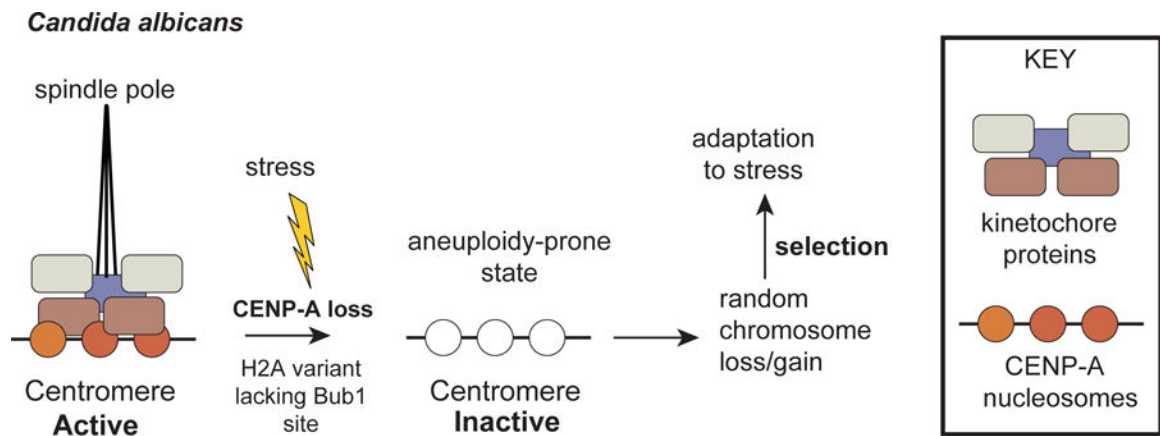 Candida albicans
spindle pole
Centromere
Active
stress
CENP-A loss
H2A variant
lacking Bub1
site
aneuploidy-prone
state
Centromere
Inactive
adaptation
to stress
selection
random
chromosome
loss/gain
KEY
kinetochore
proteins
CENP-A
nucleosomes